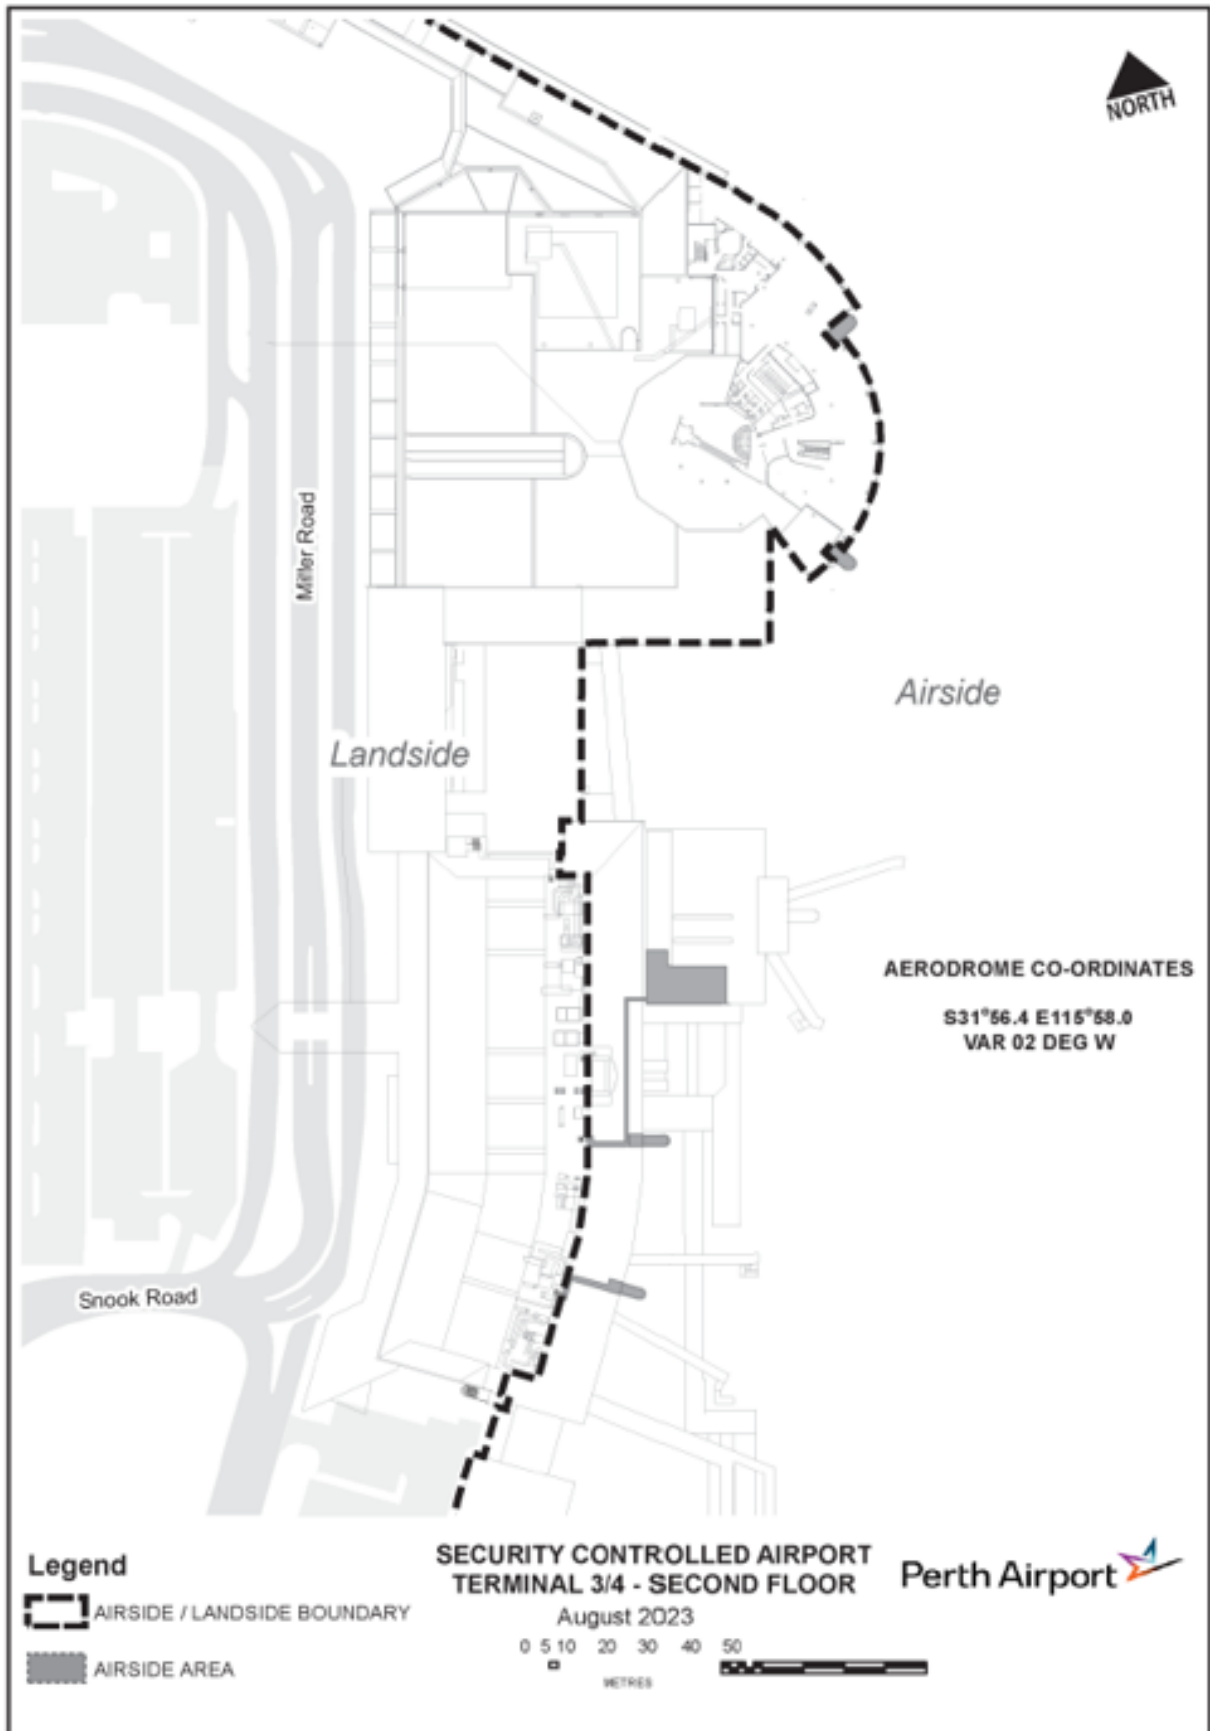 NORTH
Miller Road
Airside
Landside
AERODROME CO-ORDINATES
S31°56.4 E115°58.0
VAR 02 DEG W
Snook Road
Legend
AIRSIDE / LANDSIDE BOUNDARY
AIRSIDE AREA
SECURITY CONTROLLED AIRPORT
TERMINAL 3/4 - SECOND FLOOR
August 2023
0 5 10 20 30 40 50
METRES
Perth Airport